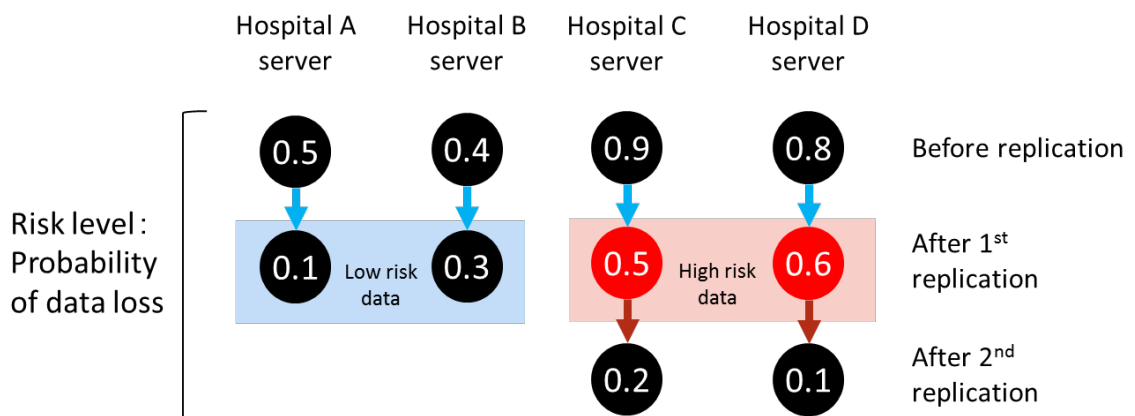 Hospital A server
Hospital B server
Hospital C server
Hospital D server
0.5
0.4
0.9
0.8
Before replication
Risk level :
Probability
of data loss
0.1
Low risk
data
0.3
0.5
High risk
data
0.6
After 1st
replication
0.2
0.1
After 2nd
replication